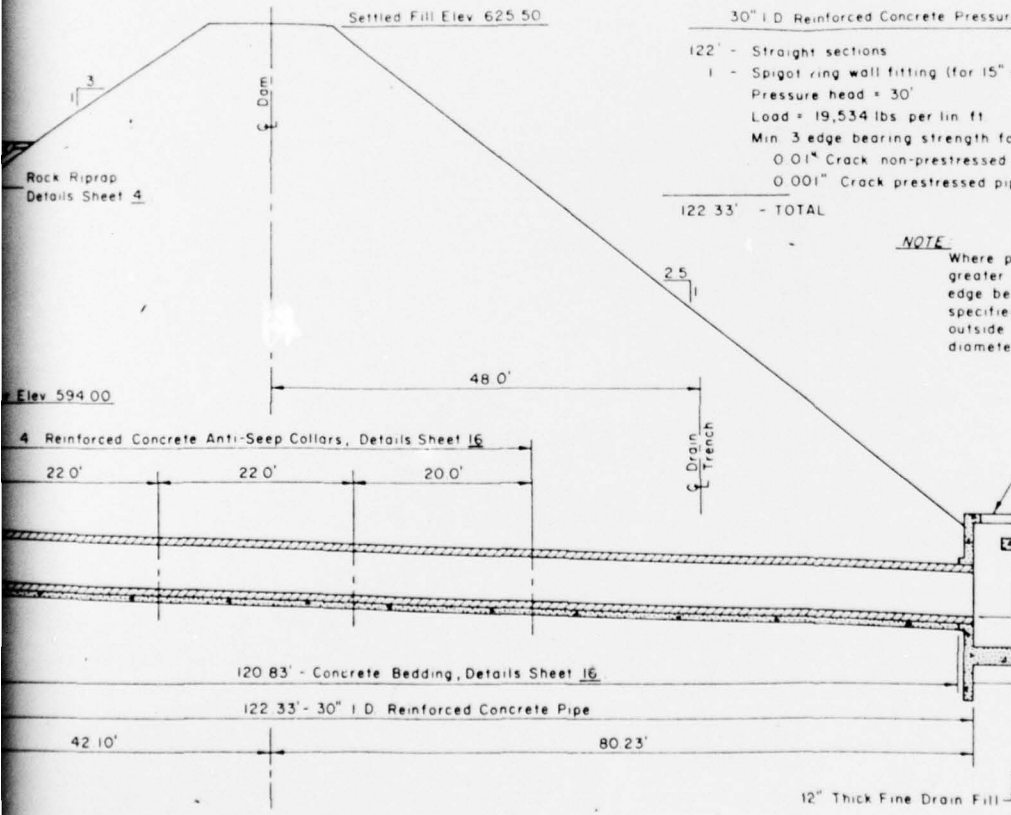 Settled Fill Elev 625.50
30" I.D. Reinforced Concrete Pressur
122' - Straight sections
1 - Spigot ring wall fitting (for 15"
Pressure head = 30'
Load = 19,534 lbs per lin ft
Min 3 edge bearing strength fo
0.01" Crack non-prestressed
0.001" Crack prestressed pip
122.33' - TOTAL
3
1
℄ Dam
Rock Riprap
Details Sheet 4
NOTE
Where p
greater
edge be
specifie
outside
diamete
2.5
1
48.0'
Elev 594.00
4 Reinforced Concrete Anti-Seep Collars, Details Sheet 16
℄ Drain
Trench
22.0'
22.0'
20.0'
120.83' - Concrete Bedding, Details Sheet 16
122.33' - 30" I.D. Reinforced Concrete Pipe
42.10'
80.23'
12" Thick Fine Drain Fill